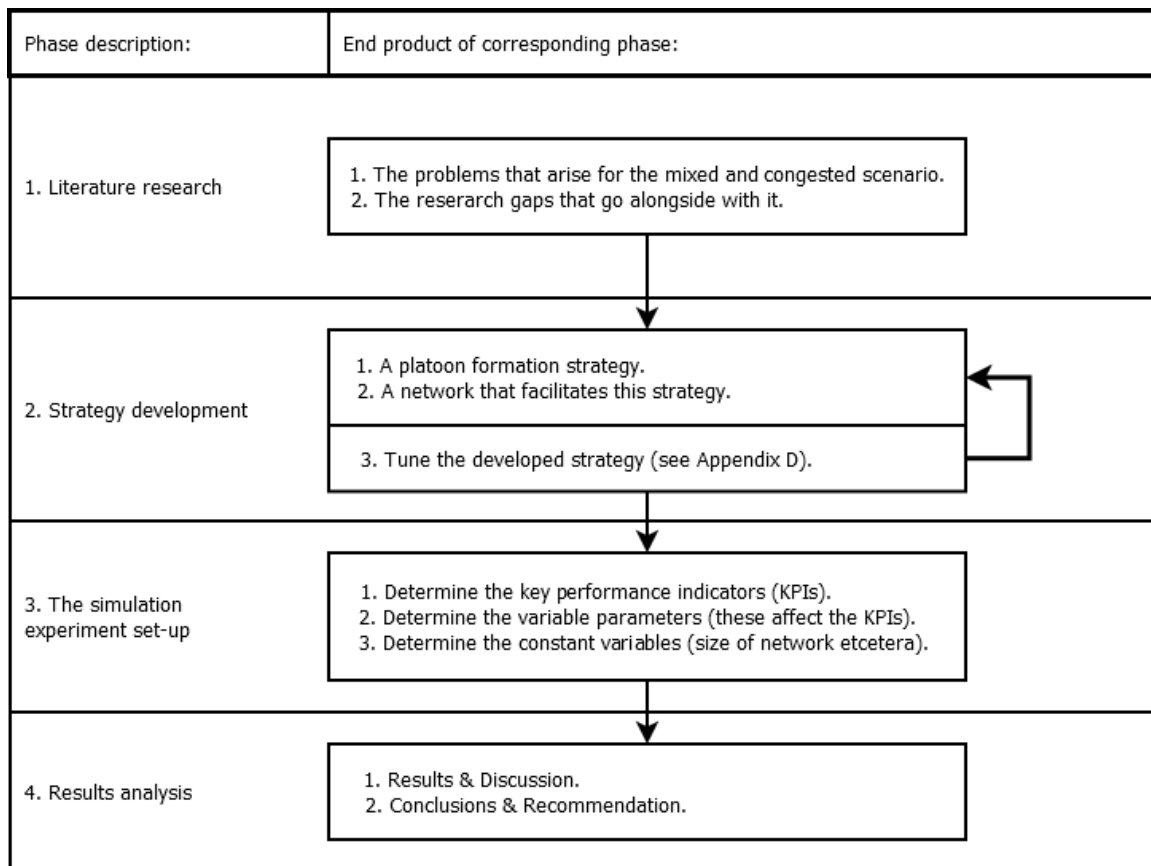 Phase description:
End product of corresponding phase:
1. Literature research
1. The problems that arise for the mixed and congested scenario.
2. The reserarch gaps that go alongside with it.
2. Strategy development
1. A platoon formation strategy.
2. A network that facilitates this strategy.
3. Tune the developed strategy (see Appendix D).
3. The simulation
experiment set-up
1. Determine the key performance indicators (KPIs).
2. Determine the variable parameters (these affect the KPIs).
3. Determine the constant variables (size of network etcetera).
4. Results analysis
1. Results & Discussion.
2. Conclusions & Recommendation.